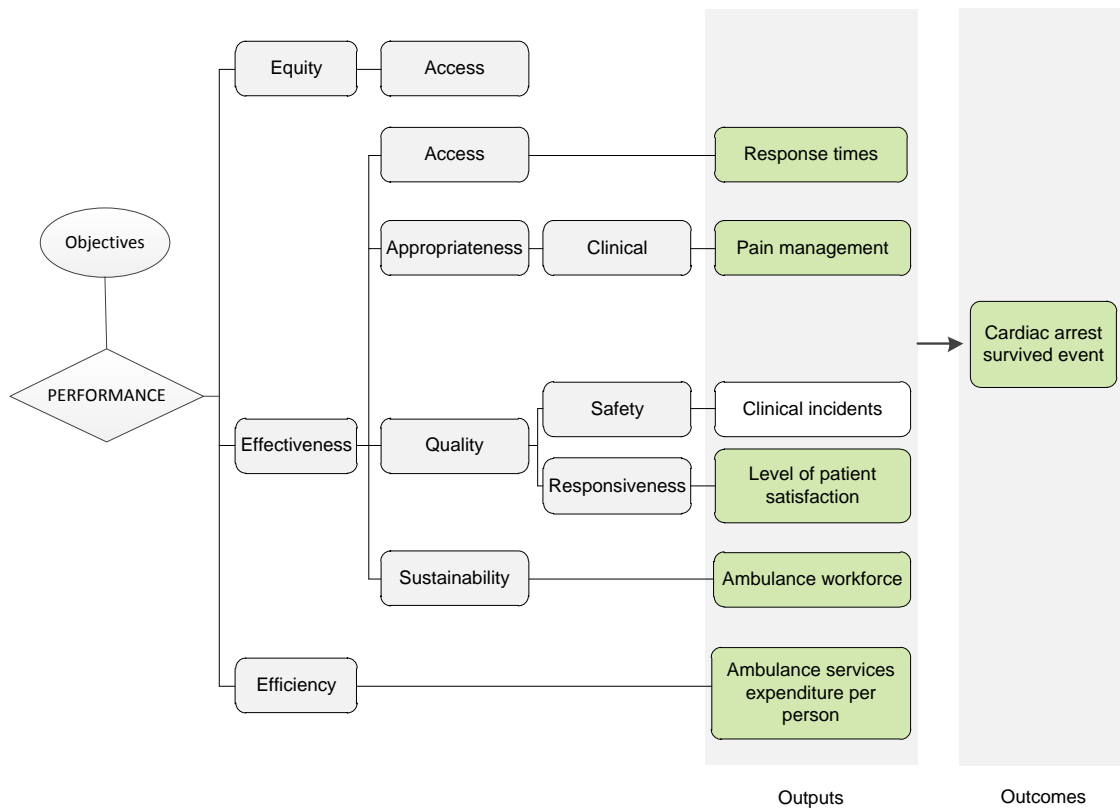 Equity
Access
Access
Response times
Objectives
Appropriateness
Clinical
Pain management
Cardiac arrest
survived event
PERFORMANCE
Safety
Clinical incidents
Effectiveness
Quality
Responsiveness
Level of patient
satisfaction
Sustainability
Ambulance workforce
Efficiency
Ambulance services
expenditure per
person
Outputs
Outcomes